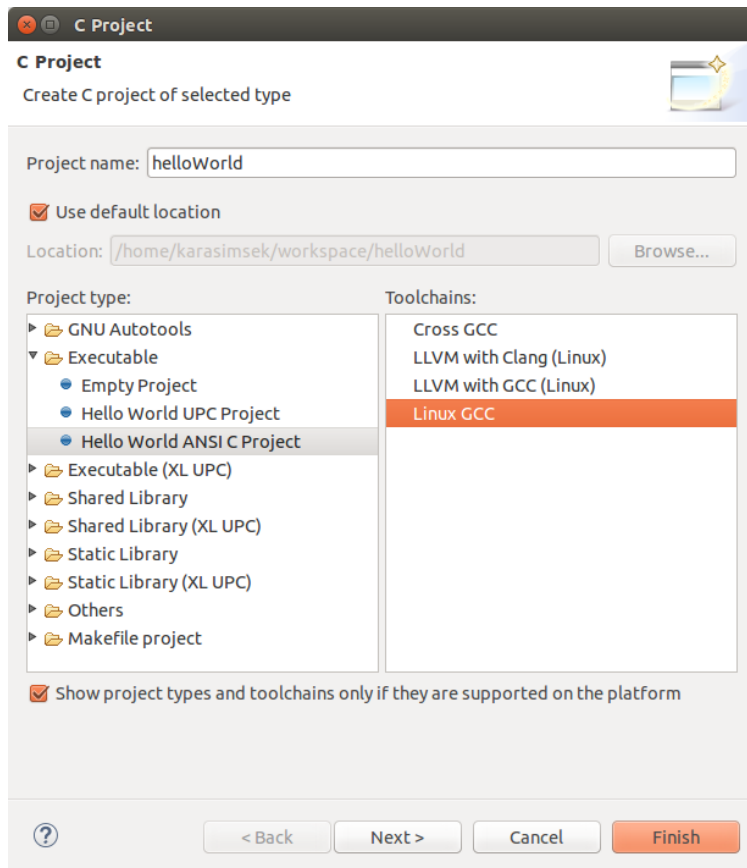 C Project
C Project
Create C project of selected type
Project name: helloWorld
Use default location
Location: /home/karasimsek/workspace/helloWorld Browse...
Project type:
GNU Autotools
Executable
Empty Project
Hello World UPC Project
Hello World ANSI C Project
Executable (XL UPC)
Shared Library
Shared Library (XL UPC)
Static Library
Static Library (XL UPC)
Others
Makefile project
Toolchains:
Cross GCC
LLVM with Clang (Linux)
LLVM with GCC (Linux)
Linux GCC
Show project types and toolchains only if they are supported on the platform
? < Back Next > Cancel Finish